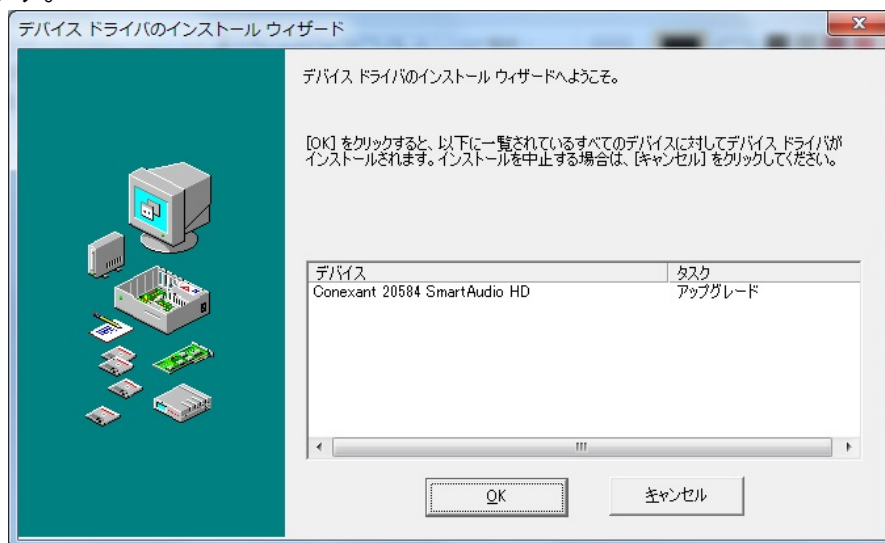 す。
デバイス ドライバのインストール ウィザード
デバイス ドライバのインストール ウィザードへようこそ。
[OK] をクリックすると、以下に一覧されているすべてのデバイスに対してデバイス ドライバが
インストールされます。インストールを中止する場合は、[キャンセル] をクリックしてください。
デバイス タスク
Conexant 20584 SmartAudio HD アップグレード
OK キャンセル